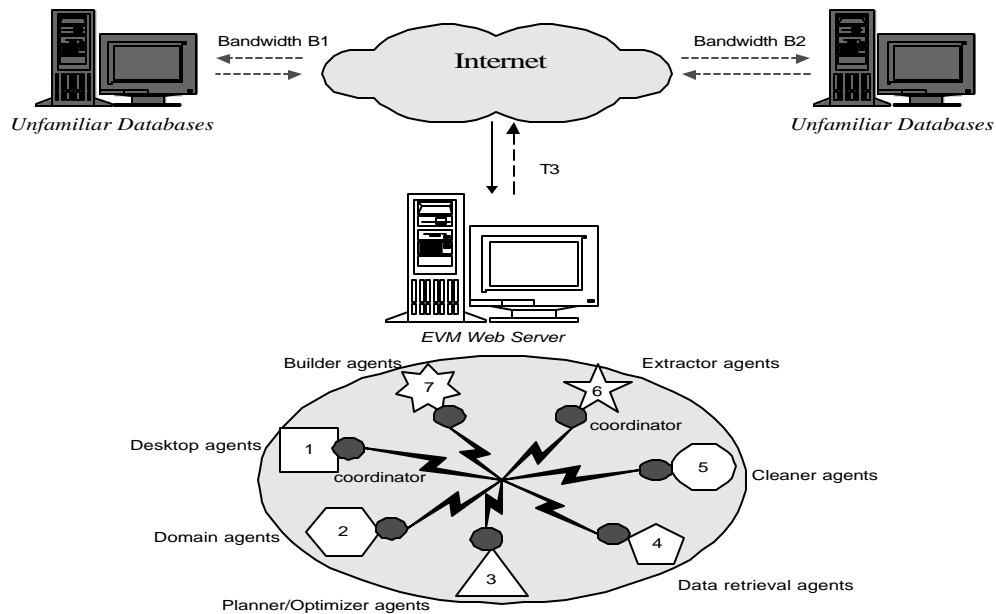 Bandwidth B1
Internet
Bandwidth B2
Unfamiliar Databases
Unfamiliar Databases
T3
EVM Web Server
Builder agents
Extractor agents
7
6
coordinator
Desktop agents
1
coordinator
5
Cleaner agents
Domain agents
2
4
3
Data retrieval agents
Planner/Optimizer agents